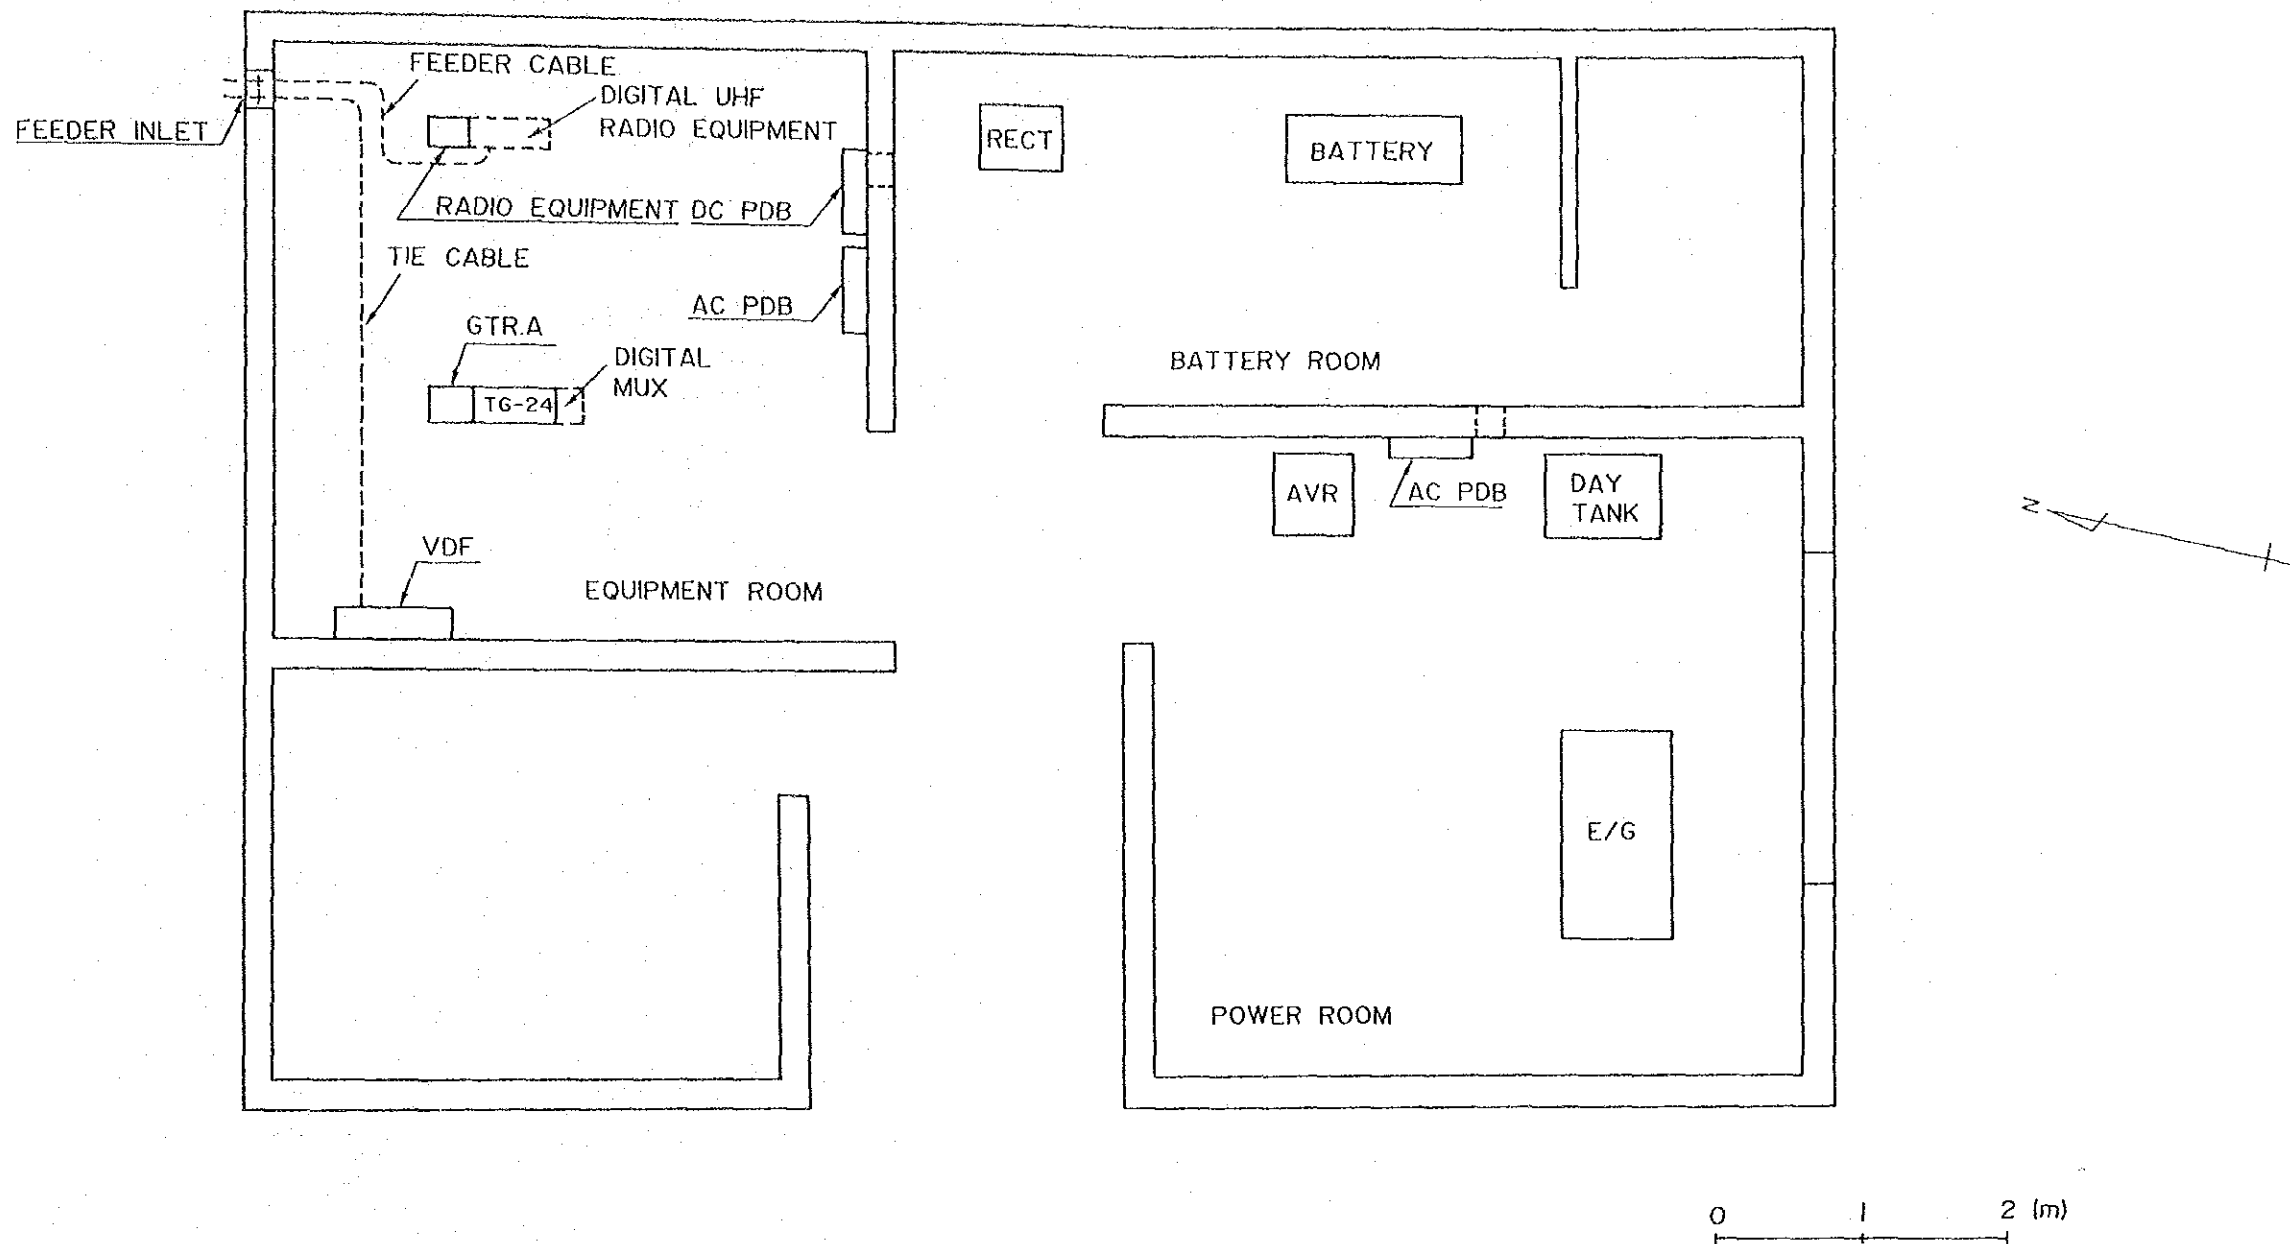 FEEDER CABLE
DIGITAL UHF
RADIO EQUIPMENT
FEEDER INLET
RECT
BATTERY
RADIO EQUIPMENT
DC PDB
TIE CABLE
AC PDB
GTR.A
DIGITAL
MUX
TG-24
BATTERY ROOM
AVR
AC PDB
DAY
TANK
N
VDF
EQUIPMENT ROOM
E/G
POWER ROOM
0 1 2 (m)